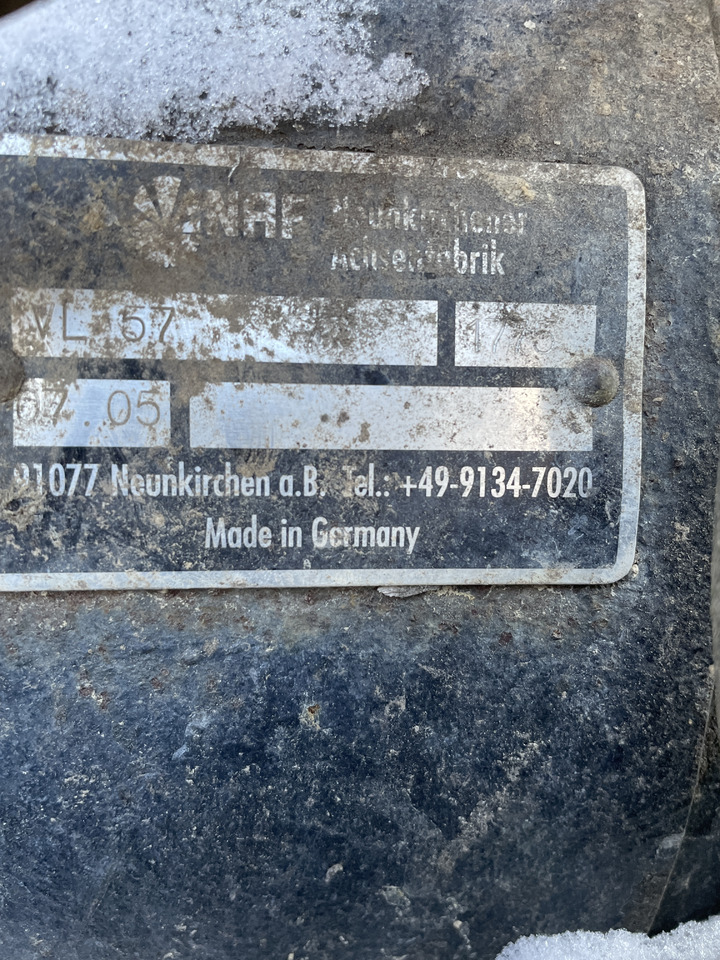 NAF Neunkirchener
Achsenfabrik
VL 57
07.05
91077 Neunkirchen a.B. Tel.: +49-9134-7020
Made in Germany